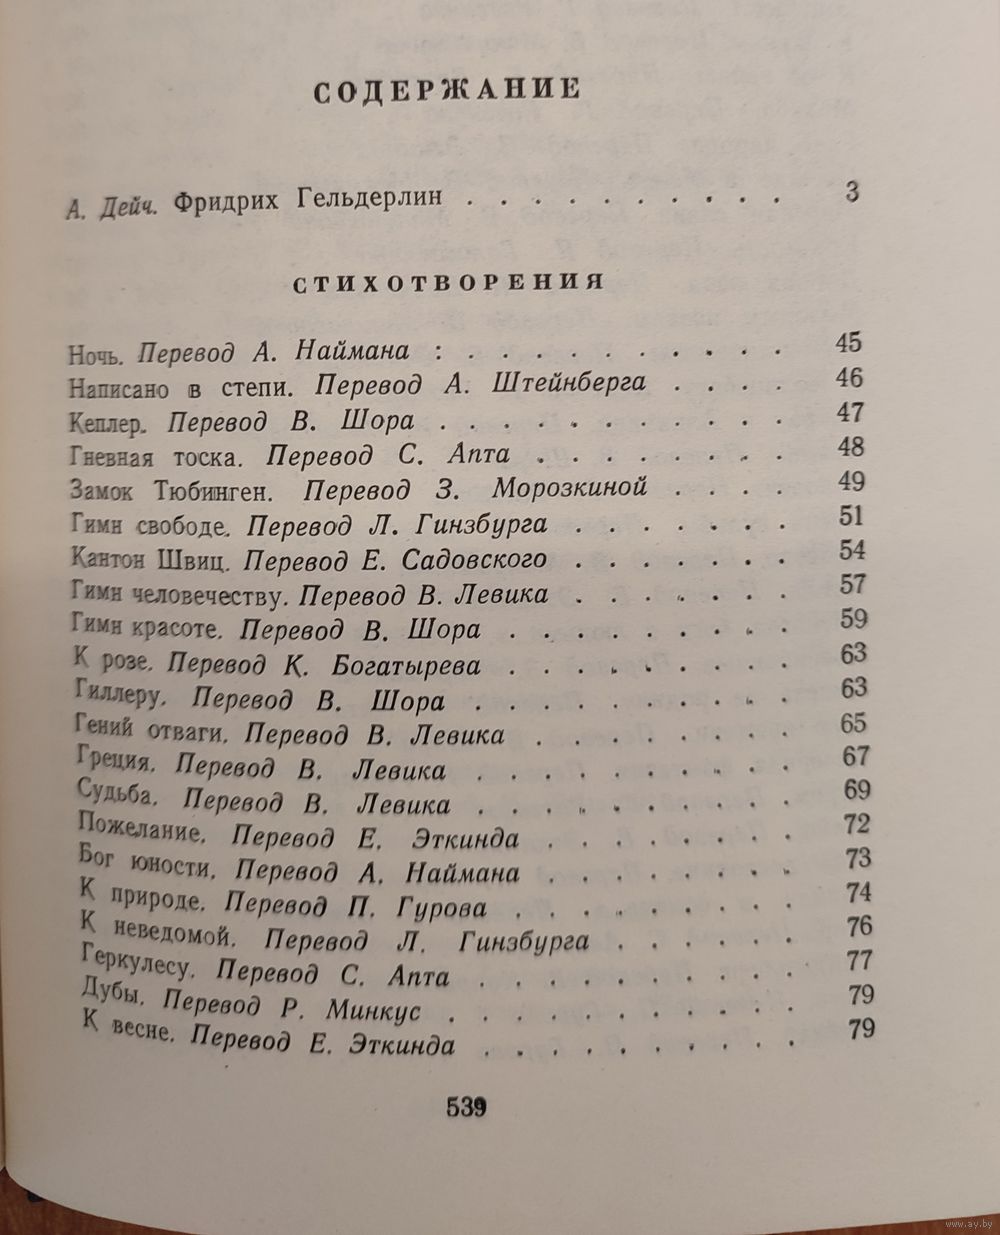 СОДЕРЖАНИЕ
А. Дейч. Фридрих Гельдерлин . . . . . . . . . . 3
СТИХОТВОРЕНИЯ
Ночь. Перевод А. Наймана : . . . . . . . . . . 45
Написано в степи. Перевод А. Штейнберга . . . . 46
Кеплер. Перевод В. Шора . . . . . . . . . . . 47
Гневная тоска. Перевод С. Апта . . . . . . . . 48
Замок Тюбинген. Перевод З. Морозкиной . . . . 49
Гимн свободе. Перевод Л. Гинзбурга . . . . . . . 51
Кантон Швиц. Перевод Е. Садовского . . . . . . . 54
Гимн человечеству. Перевод В. Левика . . . . . . . 57
Гимн красоте. Перевод В. Шора . . . . . . . . . 59
К розе. Перевод К. Богатырева . . . . . . . . . 63
Гиллеру. Перевод В. Шора . . . . . . . . . . 63
Гений отваги. Перевод В. Левика . . . . . . . . 65
Греция. Перевод В. Левика . . . . . . . . . . 67
Судьба. Перевод В. Левика . . . . . . . . . . 69
Пожелание. Перевод Е. Эткинда . . . . . . . . 72
Бог юности. Перевод А. Наймана . . . . . . . . 73
К природе. Перевод П. Гурова . . . . . . . . . 74
К неведомой. Перевод Л. Гинзбурга . . . . . . 76
Геркулесу. Перевод С. Апта . . . . . . . . . . 77
Дубы. Перевод Р. Минкус . . . . . . . . . . . 79
К весне. Перевод Е. Эткинда . . . . . . . . . . 79
539
www.ay.by